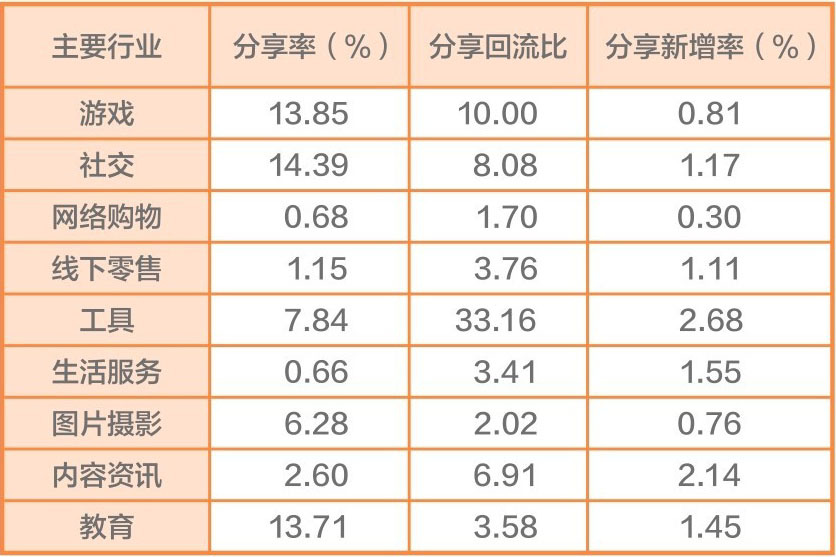 主要行业 分享率（%） 分享回流比 分享新增率（%）
游戏 13.85 10.00 0.81
社交 14.39 8.08 1.17
网络购物 0.68 1.70 0.30
线下零售 1.15 3.76 1.11
工具 7.84 33.16 2.68
生活服务 0.66 3.41 1.55
图片摄影 6.28 2.02 0.76
内容资讯 2.60 6.91 2.14
教育 13.71 3.58 1.45